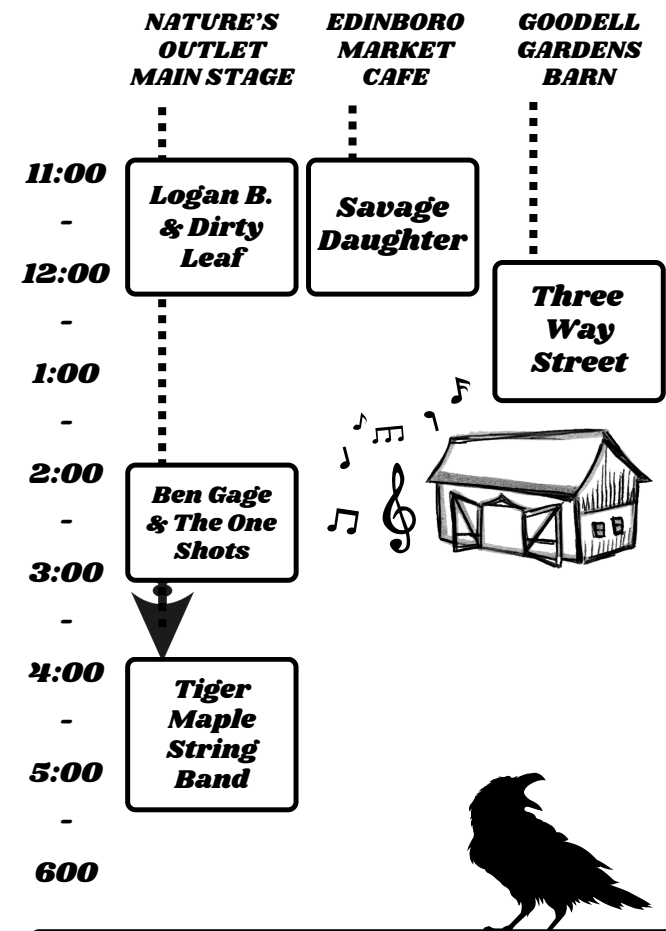 NATURE'S
OUTLET
MAIN STAGE
EDINBORO
MARKET
CAFE
GOODELL
GARDENS
BARN
11:00
-
12:00
-
1:00
-
2:00
-
3:00
-
4:00
-
5:00
-
600
Logan B.
& Dirty
Leaf
Savage
Daughter
Three
Way
Street
Ben Gage
& The One
Shots
Tiger
Maple
String
Band